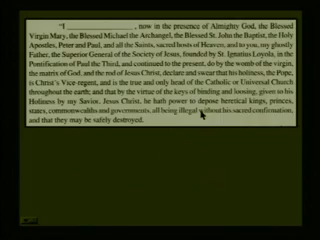 "I ____________, now in the presence of Almighty God, the Blessed
Virgin Mary, the Blessed Michael the Archangel, the Blessed St. John the Baptist, the Holy
Apostles, Peter and Paul, and all the Saints, sacred hosts of Heaven, and to you, my ghostly
Father, the Superior General of the Society of Jesus, founded by St. Ignatius Loyola, in the
Pontification of Paul the Third, and continued to the present, do by the womb of the virgin,
the matrix of God, and the rod of Jesus Christ, declare and swear that his holiness, the Pope,
is Christ's Vice-regent, and is the true and only head of the Catholic or Universal Church
throughout the earth; and that by the virtue of the keys of binding and loosing, given to his
Holiness by my Savior, Jesus Christ, he hath power to depose heretical kings, princes,
states, commonwealths and governments, all being illegal without his sacred confirmation,
and that they may be safely destroyed.